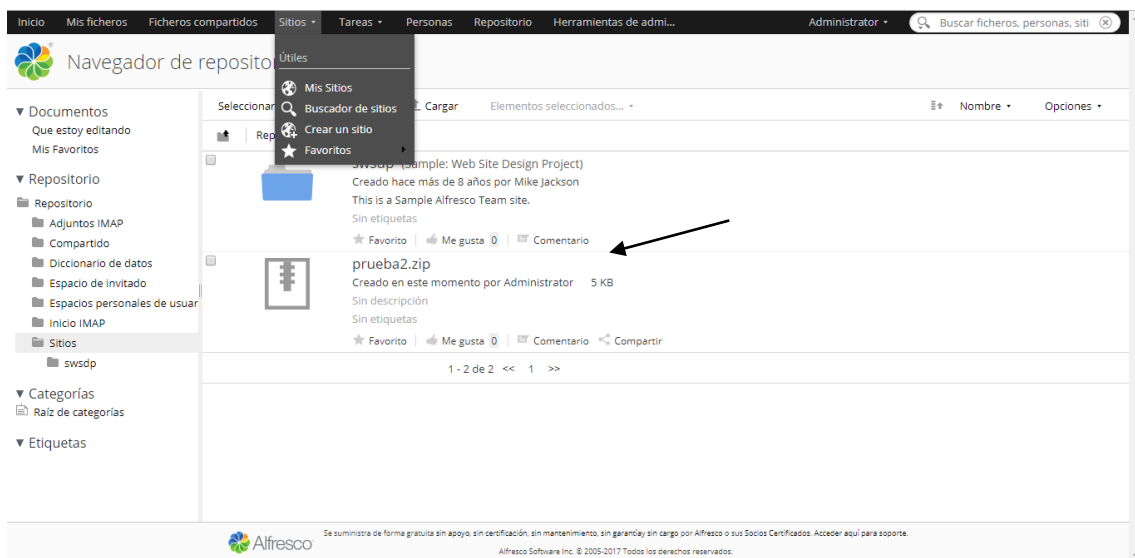 Inicio Mis ficheros Ficheros compartidos Sitios Tareas Personas Repositorio Herramientas de admi... Administrator Buscar ficheros, personas, siti
Navegador de reposito
Útiles
Mis Sitios
Buscador de sitios
Crear un sitio
Favoritos
Seleccionar Cargar Elementos seleccionados... Nombre Opciones
Rep
Documentos
Que estoy editando
Mis Favoritos
Repositorio
Repositorio
Adjuntos IMAP
Compartido
Diccionario de datos
Espacio de invitado
Espacios personales de usuar
Inicio IMAP
Sitios
swsdp
Categorías
Raíz de categorías
Etiquetas
swsdp (Sample: Web Site Design Project)
Creado hace más de 8 años por Mike Jackson
This is a Sample Alfresco Team site.
Sin etiquetas
Favorito Me gusta 0 Comentario
prueba2.zip
Creado en este momento por Administrator 5 KB
Sin descripción
Sin etiquetas
Favorito Me gusta 0 Comentario Compartir
1 - 2 de 2 << 1 >>
Alfresco
Se suministra de forma gratuita sin apoyo, sin certificación, sin mantenimiento, sin garantíay sin cargo por Alfresco o sus Socios Certificados. Acceder aquí para soporte.
Alfresco Software Inc. © 2005-2017 Todos los derechos reservados.